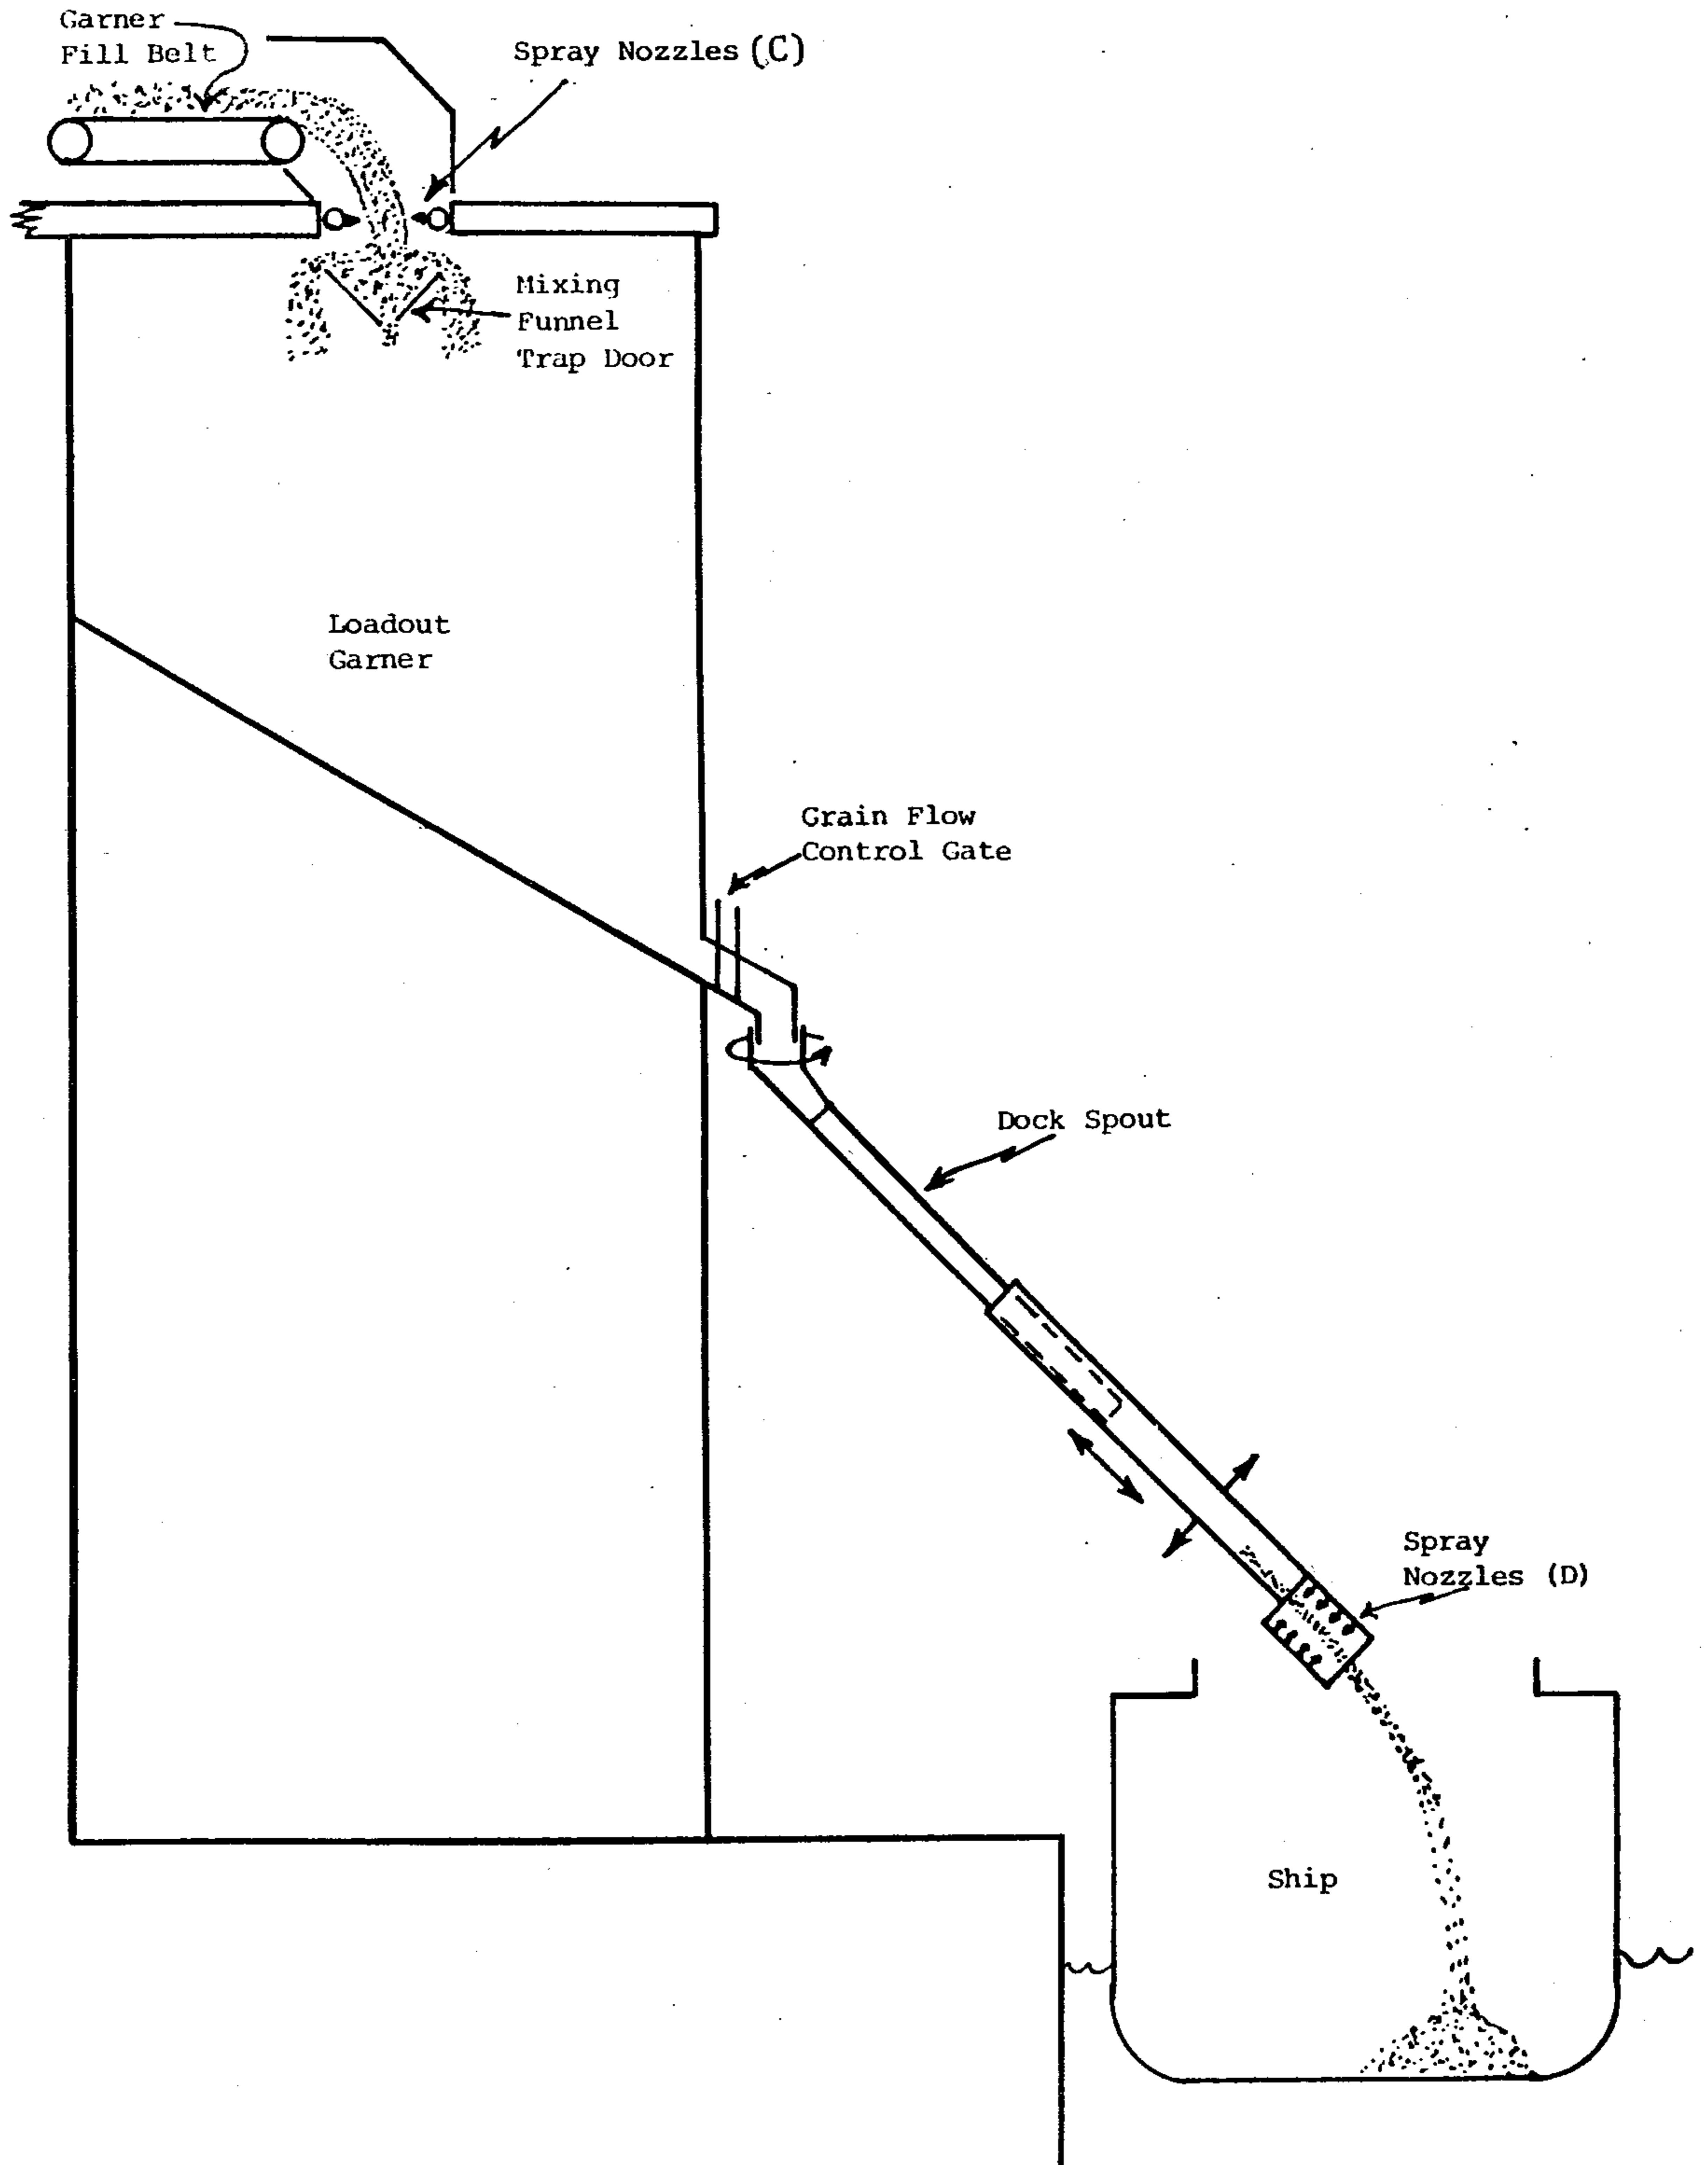 Garner
Fill Belt
Spray Nozzles (C)
Mixing
Funnel
Trap Door
Loadout
Garner
Grain Flow
Control Gate
Dock Spout
Spray
Nozzles (D)
Ship